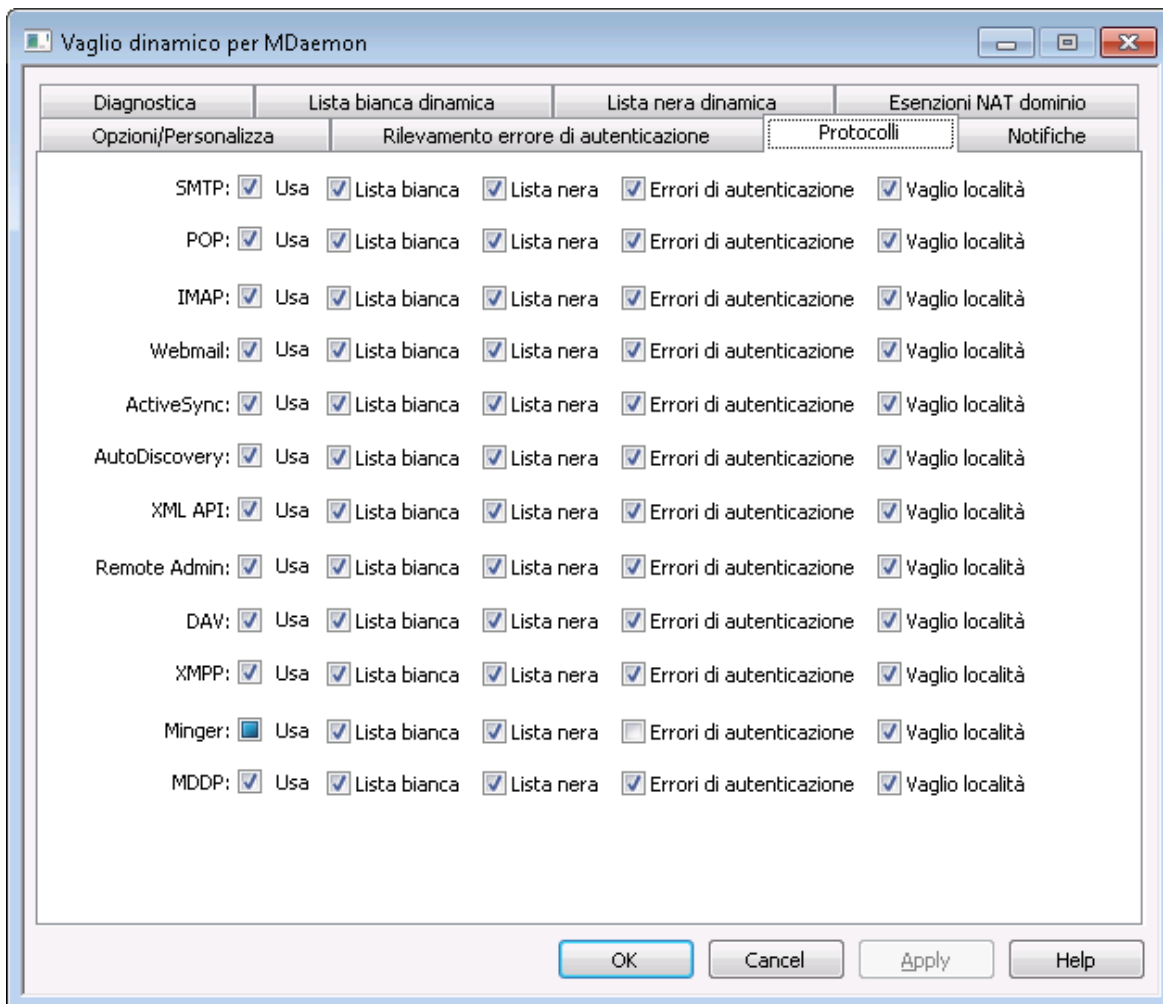 Vaglio dinamico per MDaemon
Diagnostica Lista bianca dinamica Lista nera dinamica Esenzioni NAT dominio
Opzioni/Personalizza Rilevamento errore di autenticazione Protocolli Notifiche
SMTP: Usa Lista bianca Lista nera Errori di autenticazione Vaglio località
POP: Usa Lista bianca Lista nera Errori di autenticazione Vaglio località
IMAP: Usa Lista bianca Lista nera Errori di autenticazione Vaglio località
Webmail: Usa Lista bianca Lista nera Errori di autenticazione Vaglio località
ActiveSync: Usa Lista bianca Lista nera Errori di autenticazione Vaglio località
AutoDiscovery: Usa Lista bianca Lista nera Errori di autenticazione Vaglio località
XML API: Usa Lista bianca Lista nera Errori di autenticazione Vaglio località
Remote Admin: Usa Lista bianca Lista nera Errori di autenticazione Vaglio località
DAV: Usa Lista bianca Lista nera Errori di autenticazione Vaglio località
XMPP: Usa Lista bianca Lista nera Errori di autenticazione Vaglio località
Minger: Usa Lista bianca Lista nera Errori di autenticazione Vaglio località
MDDP: Usa Lista bianca Lista nera Errori di autenticazione Vaglio località
OK Cancel Apply Help